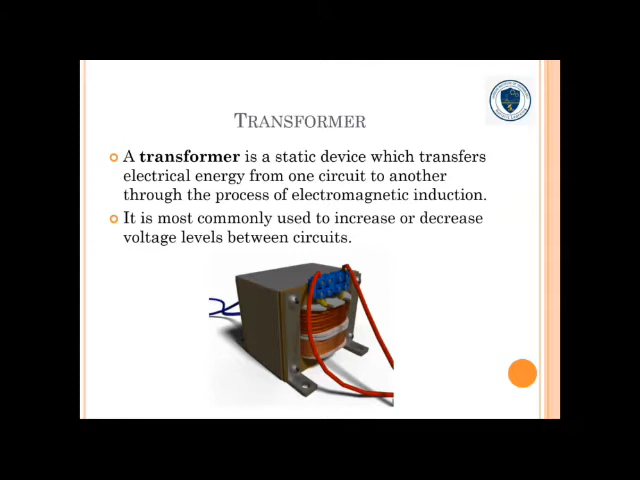 TRANSFORMER
A transformer is a static device which transfers
electrical energy from one circuit to another
through the process of electromagnetic induction.
It is most commonly used to increase or decrease
voltage levels between circuits.